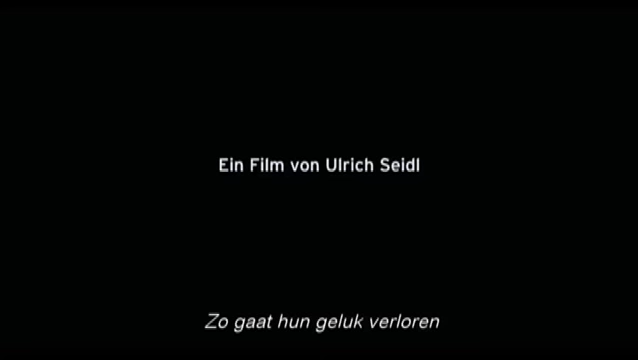 Ein Film von Ulrich Seidl
Zo gaat hun geluk verloren